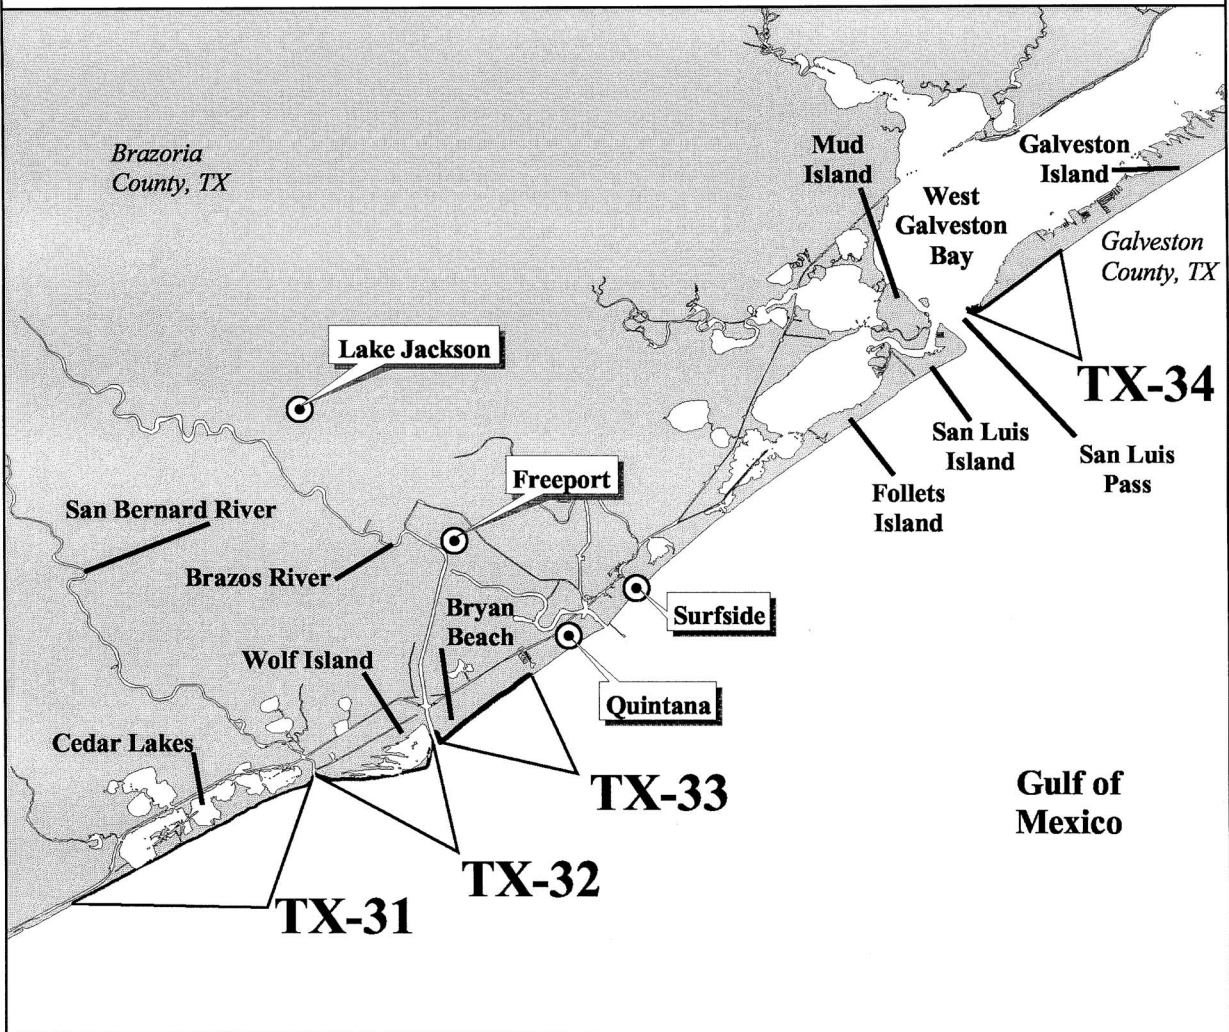 Brazoria
County, TX
Mud
Island
Galveston
Island
West
Galveston
Bay
Galveston
County, TX
Lake Jackson
TX-34
San Luis
Island
San Luis
Pass
Freeport
Follets
Island
San Bernard River
Brazos River
Bryan
Beach
Surfside
Wolf Island
Quintana
Cedar Lakes
TX-33
Gulf of
Mexico
TX-32
TX-31